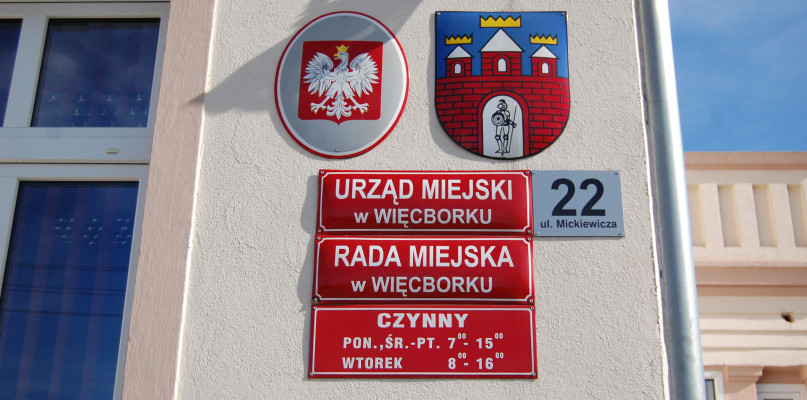 URZĄD MIEJSKI
w WIĘCBORKU
22
ul. Mickiewicza
RADA MIEJSKA
w WIĘCBORKU
CZYNNY
PON.,ŚR.-PT. 7⁰⁰- 15⁰⁰
WTOREK 8⁰⁰- 16⁰⁰